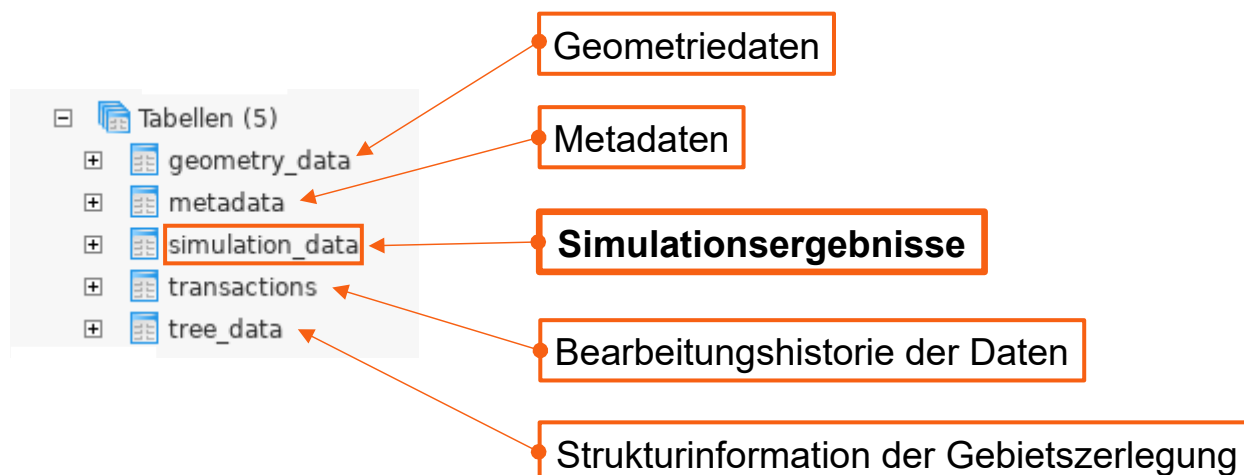 Geometriedaten
Tabellen (5)
Metadaten
geometry_data
metadata
simulation_data
Simulationsergebnisse
transactions
tree_data
Bearbeitungshistorie der Daten
Strukturinformation der Gebietszerlegung